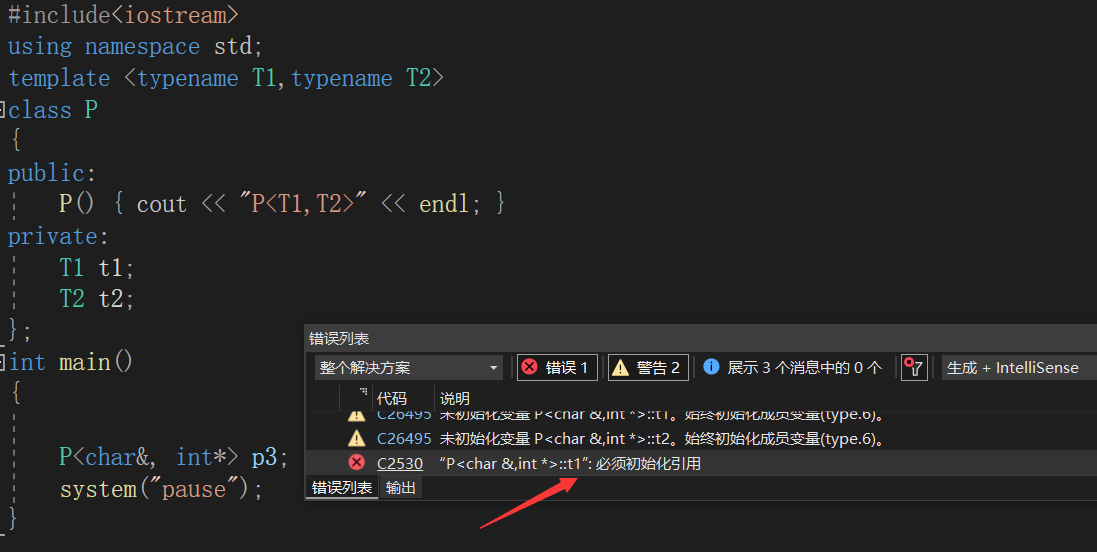 #include<iostream>
using namespace std;
template <typename T1,typename T2>
class P
{
public:
P() { cout << "P<T1,T2>" << endl; }
private:
T1 t1;
T2 t2;
};
int main()
{
P<char&, int*> p3;
system("pause");
}
错误列表
整个解决方案 错误 1 警告 2 展示 3 个消息中的 0 个 生成 + IntelliSense
代码 说明
C26495 未初始化变量 P<char &,int *>::t1。始终初始化成员变量(type.6)。
C26495 未初始化变量 P<char &,int *>::t2。始终初始化成员变量(type.6)。
C2530 “P<char &,int *>::t1”: 必须初始化引用
错误列表 输出